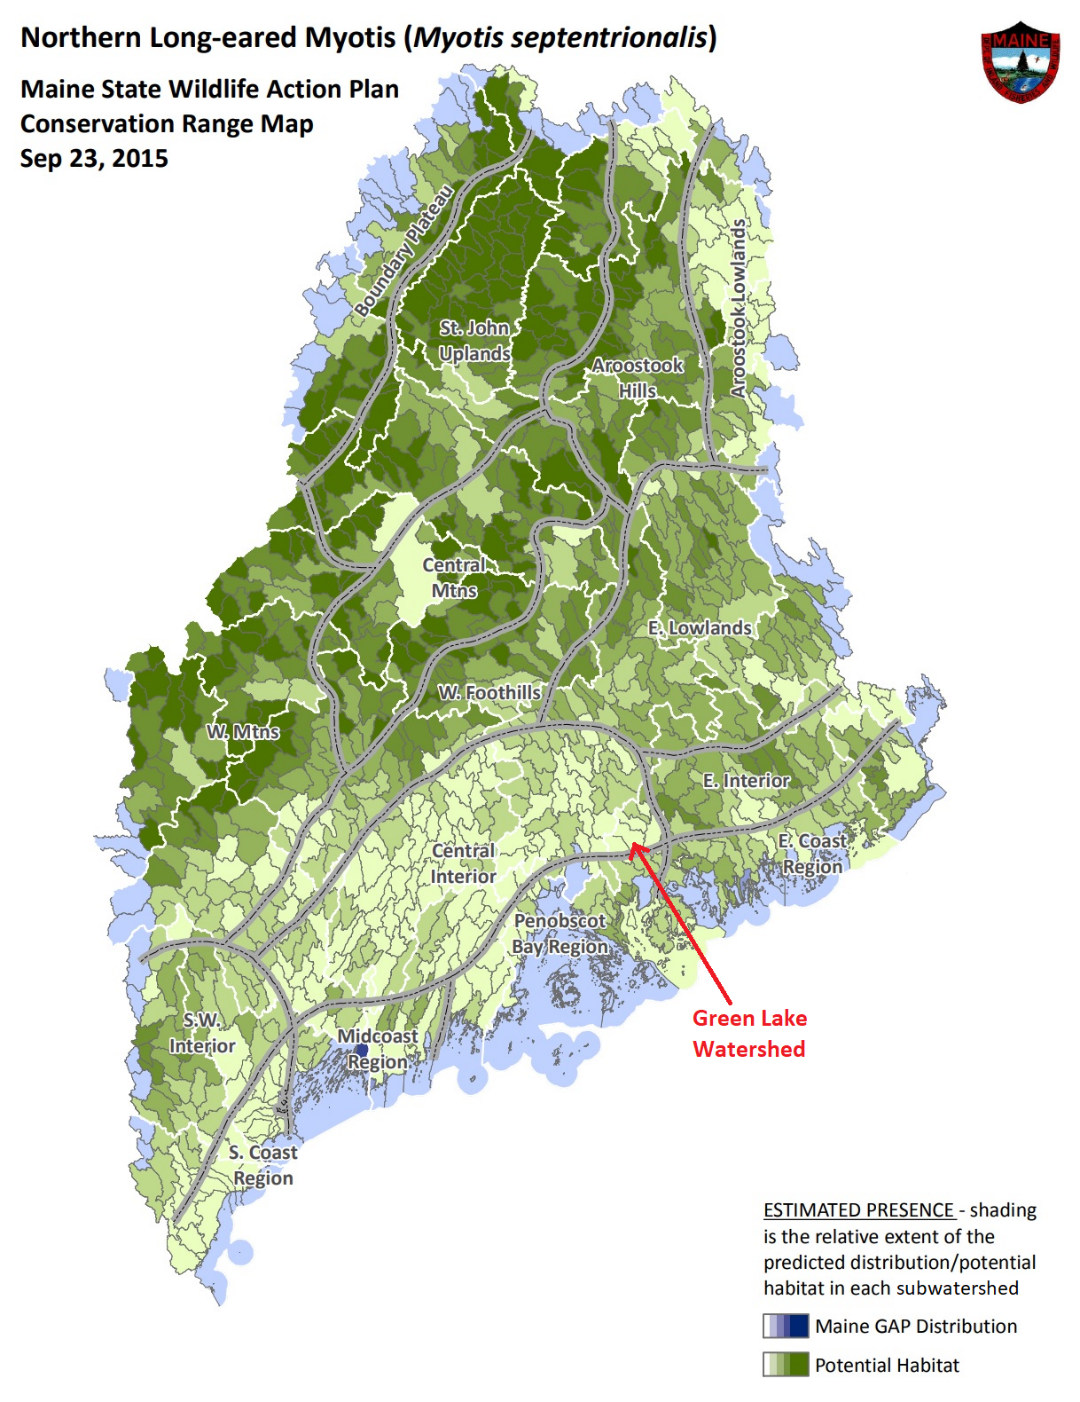 Northern Long-eared Myotis (Myotis septentrionalis)
Maine State Wildlife Action Plan
Conservation Range Map
Sep 23, 2015
MAINE
Boundary Plateau
St. John
Uplands
Aroostook
Hills
Aroostook Lowlands
Central
Mtns
E. Lowlands
W. Foothills
W. Mtns
E. Interior
Central
Interior
E. Coast
Region
Penobscot
Bay Region
Green Lake
Watershed
S.W.
Interior
Midcoast
Region
S. Coast
Region
ESTIMATED PRESENCE - shading
is the relative extent of the
predicted distribution/potential
habitat in each subwatershed
Maine GAP Distribution
Potential Habitat